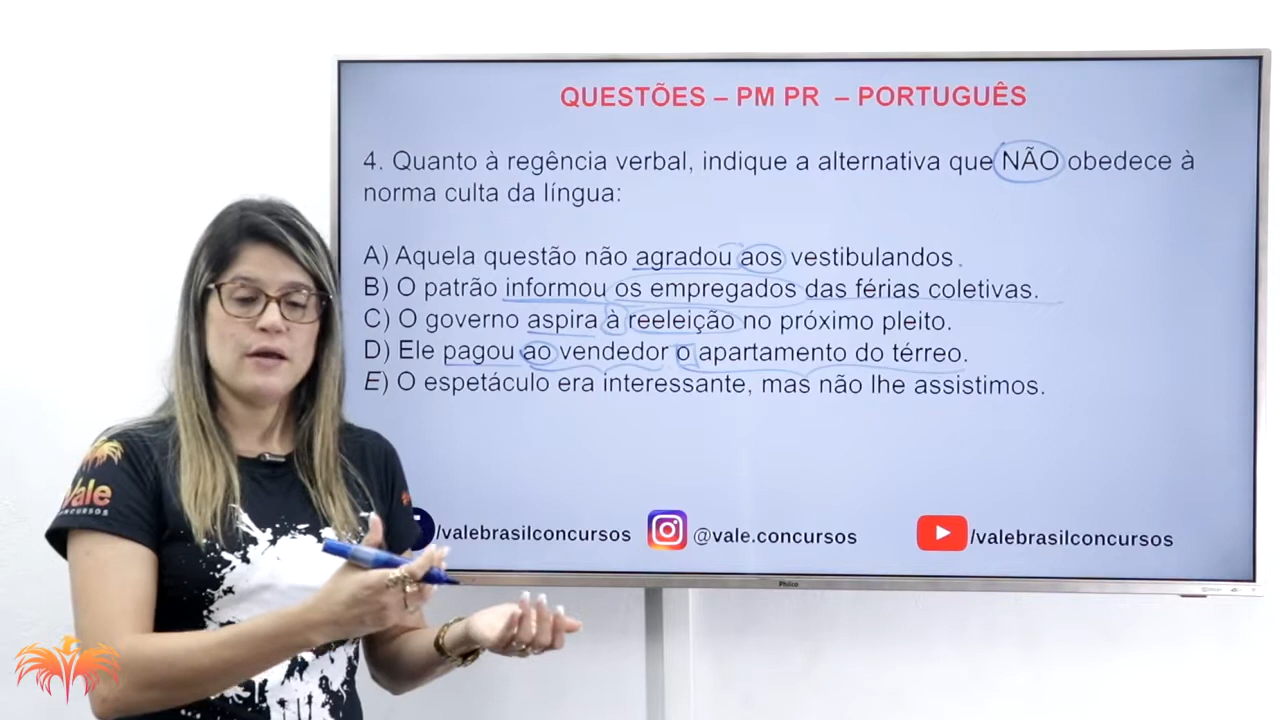 QUESTÕES – PM PR – PORTUGUÊS
4. Quanto à regência verbal, indique a alternativa que NÃO obedece à
norma culta da língua:
A) Aquela questão não agradou aos vestibulandos.
B) O patrão informou os empregados das férias coletivas.
C) O governo aspira à reeleição no próximo pleito.
D) Ele pagou ao vendedor o apartamento do térreo.
E) O espetáculo era interessante, mas não lhe assistimos.
/valebrasilconcursos
@vale.concursos
/valebrasilconcursos
Philco
Vale